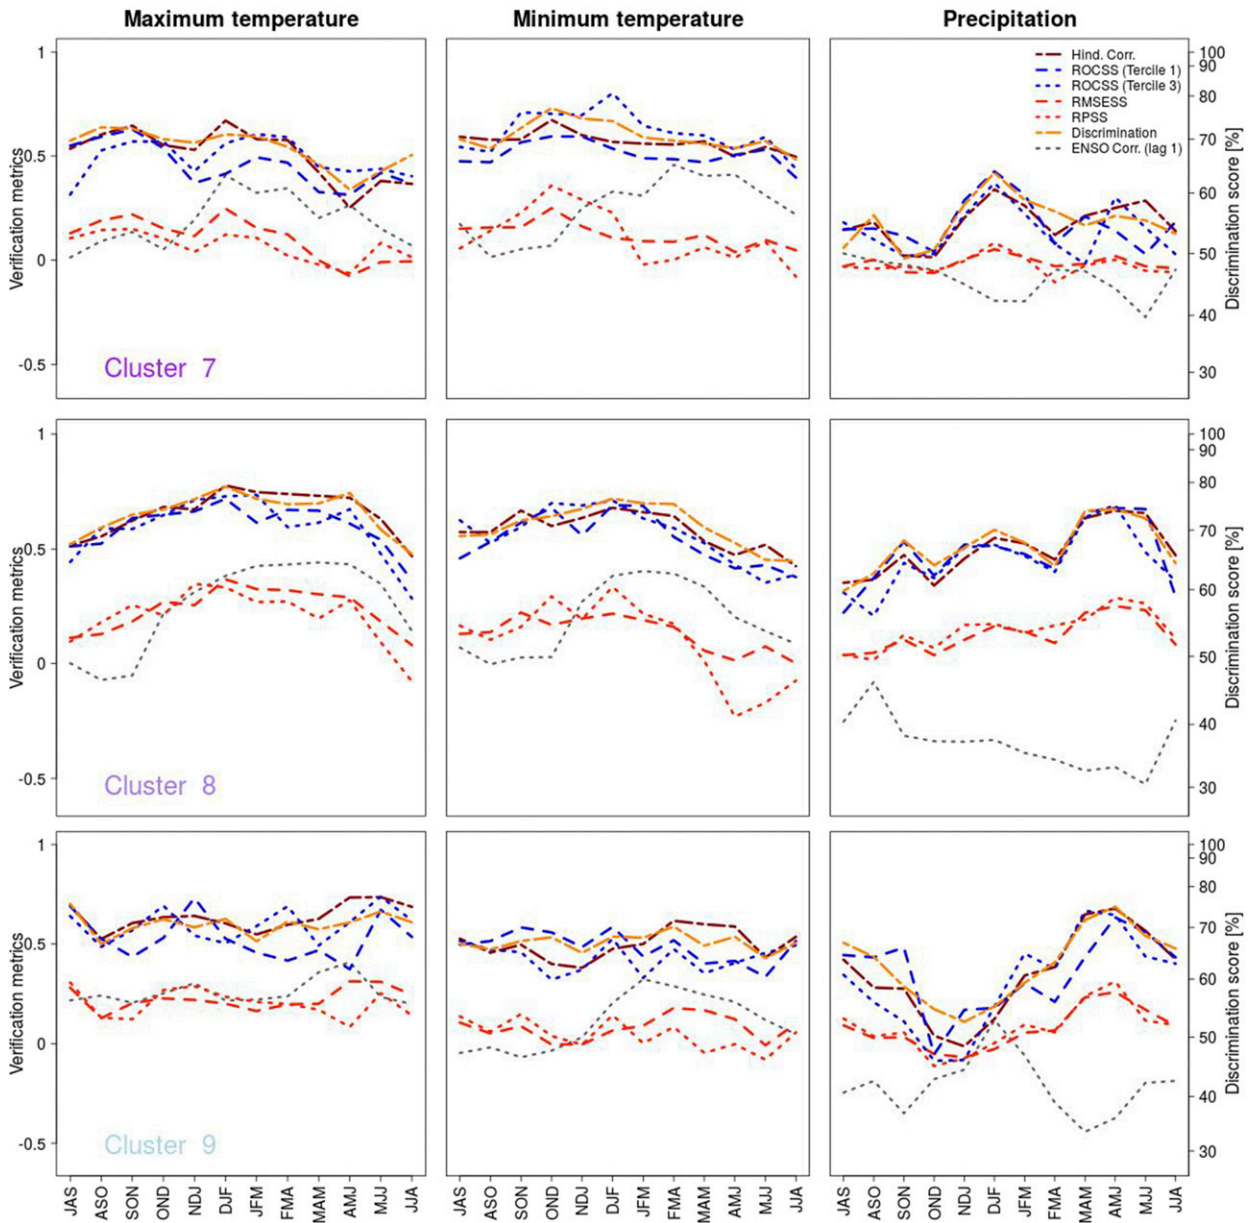 Maximum temperature
Minimum temperature
Precipitation
Verification metrics
1
0.5
0
-0.5
Cluster 7
Hind. Corr.
ROCSS (Tercile 1)
ROCSS (Tercile 3)
RMSESS
RPSS
Discrimination
ENSO Corr. (lag 1)
100
90
80
70
60
50
40
30
Discrimination score [%]
Verification metrics
1
0.5
0
-0.5
Cluster 8
100
90
80
70
60
50
40
30
Discrimination score [%]
Verification metrics
1
0.5
0
-0.5
Cluster 9
100
90
80
70
60
50
40
30
Discrimination score [%]
JAS ASO SON OND NDJ DJF JFM FMA MAM AMJ MJJ JJA
JAS ASO SON OND NDJ DJF JFM FMA MAM AMJ MJJ JJA
JAS ASO SON OND NDJ DJF JFM FMA MAM AMJ MJJ JJA